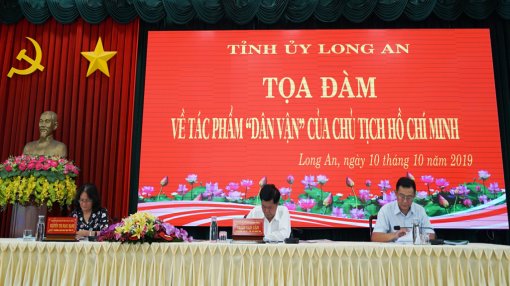 TỈNH ỦY LONG AN
TỌA ĐÀM
VỀ TÁC PHẨM “DÂN VẬN” CỦA CHỦ TỊCH HỒ CHÍ MINH
Long An, ngày 10 tháng 10 năm 2019